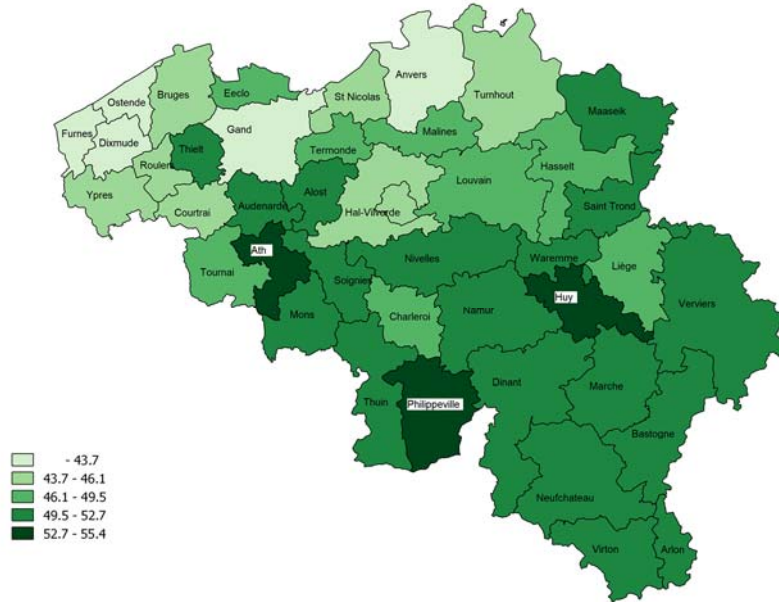 Anvers
Ostende
Bruges
Eeclo
St Nicolas
Turnhout
Maaseik
Furnes
Dixmude
Thielt
Gand
Malines
Termonde
Roulers
Hasselt
Ypres
Courtrai
Audenarde
Alost
Louvain
Hal-Vilvorde
Saint Trond
Ath
Nivelles
Waremme
Tournai
Soignies
Liège
Huy
Mons
Charleroi
Namur
Verviers
Thuin
Philippeville
Dinant
Marche
Bastogne
Neufchateau
Virton
Arlon
- 43.7
43.7 - 46.1
46.1 - 49.5
49.5 - 52.7
52.7 - 55.4